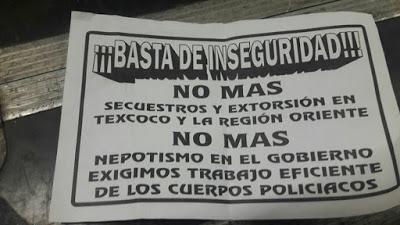 ¡¡¡BASTA DE INSEGURIDAD!!!
NO MAS
SECUESTROS Y EXTORSIÓN EN
TEXCOCO Y LA REGIÓN ORIENTE
NO MAS
NEPOTISMO EN EL GOBIERNO
EXIGIMOS TRABAJO EFICIENTE
DE LOS CUERPOS POLICIACOS